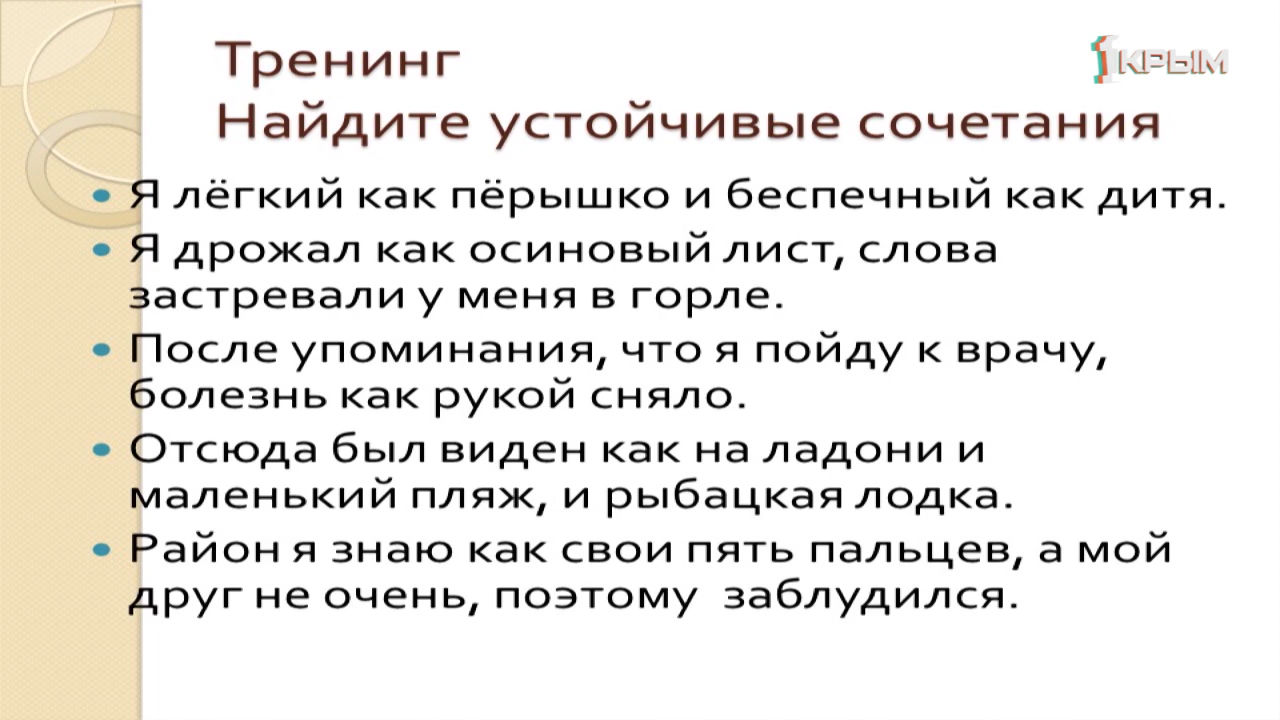 Тренинг
1КРЫМ
Найдите устойчивые сочетания
• Я лёгкий как пёрышко и беспечный как дитя.
• Я дрожал как осиновый лист, слова
застревали у меня в горле.
• После упоминания, что я пойду к врачу,
болезнь как рукой сняло.
• Отсюда был виден как на ладони и
маленький пляж, и рыбацкая лодка.
• Район я знаю как свои пять пальцев, а мой
друг не очень, поэтому  заблудился.